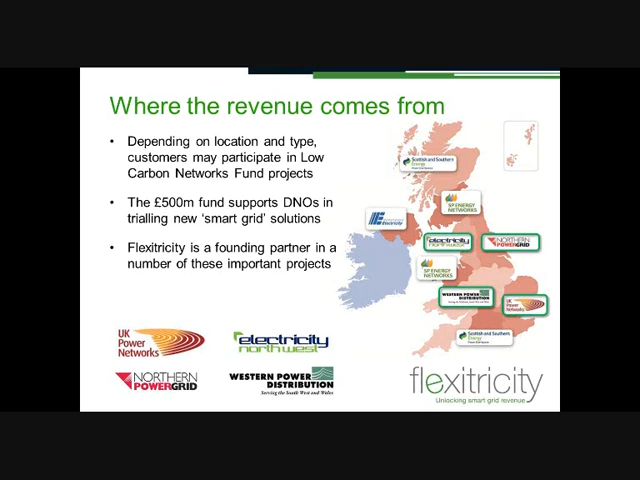 Where the revenue comes from
• Depending on location and type,
customers may participate in Low
Carbon Networks Fund projects
• The £500m fund supports DNOs in
trialling new ‘smart grid’ solutions
• Flexitricity is a founding partner in a
number of these important projects
Scottish and Southern
Energy
SP ENERGY
NETWORKS
Electricity
electricity
northwest
NORTHERN
POWERGRID
SP ENERGY
NETWORKS
WESTERN POWER
DISTRIBUTION
UK
Power
Networks
Scottish and Southern
Energy
UK
Power
Networks
electricity
northwest
NORTHERN
POWERGRID
WESTERN POWER
DISTRIBUTION
Serving the South West and Wales
flexitricity
Unlocking smart grid revenue